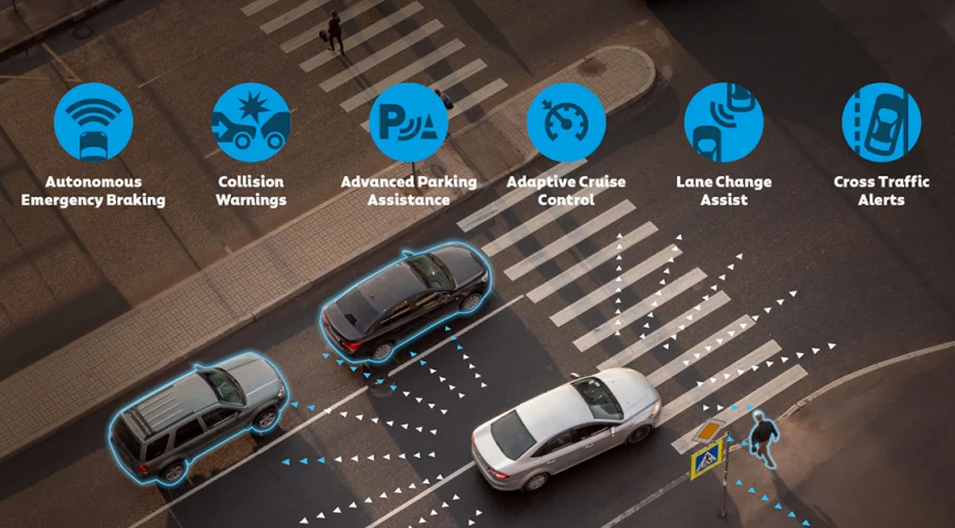 Autonomous
Emergency Braking
Collision
Warnings
P
Advanced Parking
Assistance
Adaptive Cruise
Control
Lane Change
Assist
Cross Traffic
Alerts